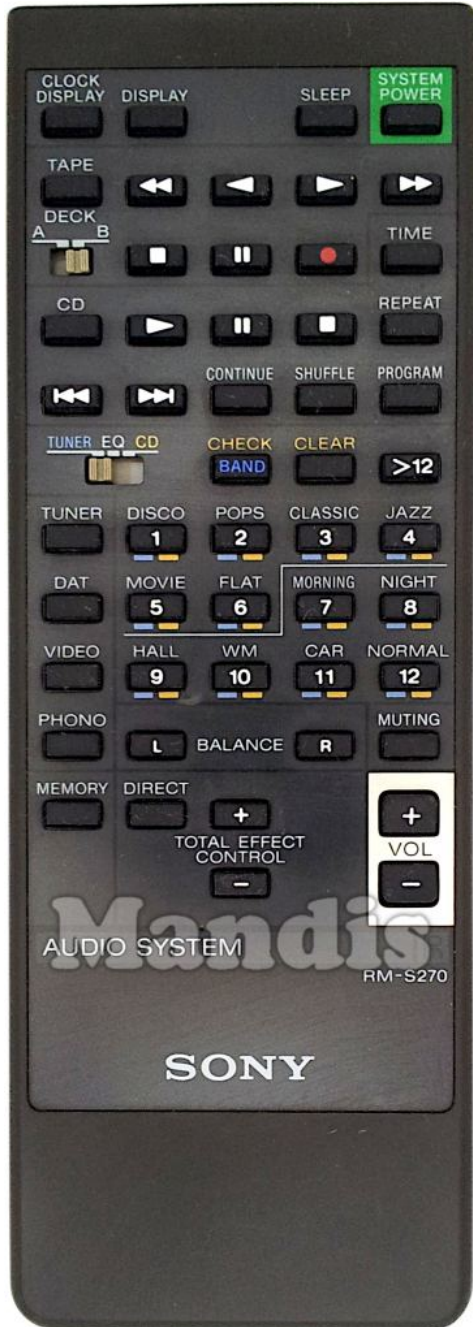 CLOCK SYSTEM
DISPLAY DISPLAY SLEEP POWER
TAPE
DECK
A B TIME
CD REPEAT
CONTINUE SHUFFLE PROGRAM
TUNER EQ CD CHECK CLEAR
BAND >12
TUNER DISCO POPS CLASSIC JAZZ
1 2 3 4
DAT MOVIE FLAT MORNING NIGHT
5 6 7 8
VIDEO HALL WM CAR NORMAL
9 10 11 12
PHONO MUTING
L BALANCE R
MEMORY DIRECT
+ +
TOTAL EFFECT VOL
CONTROL
- -
Mandis
AUDIO SYSTEM
RM-S270
SONY